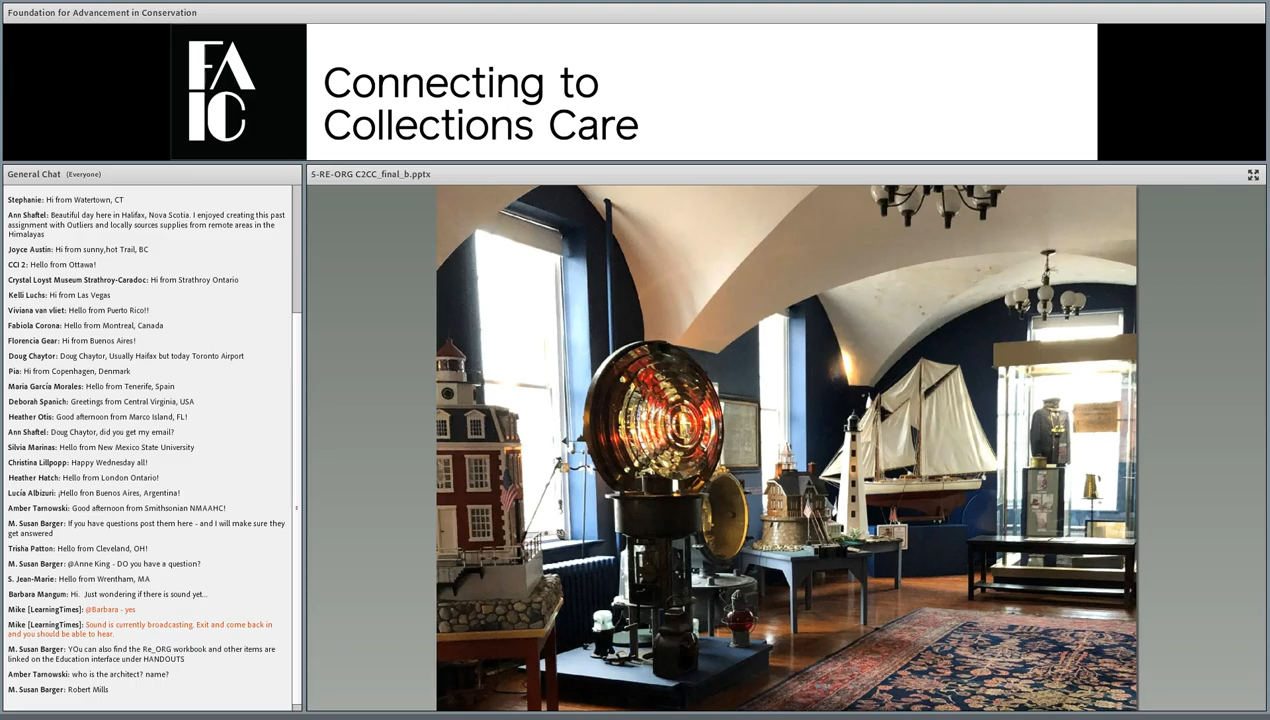 Foundation for Advancement in Conservation
FA
IC
Connecting to
Collections Care
General Chat (Everyone)
Stephanie: Hi from Watertown, CT
Ann Shaftel: Beautiful day here in Halifax, Nova Scotia. I enjoyed creating this past
assignment with Outliers and locally sources supplies from remote areas in the
Himalayas
Joyce Austin: Hi from sunny,hot Trail, BC
CCI 2: Hello from Ottawa!
Crystal Loyst Museum Strathroy-Caradoc: Hi from Strathroy Ontario
Kelli Luchs: Hi from Las Vegas
Viviana van vliet: Hello from Puerto Rico!!
Fabiola Corona: Hello from Montreal, Canada
Florencia Gear: Hi from Buenos Aires!
Doug Chaytor: Doug Chaytor, Usually Haifax but today Toronto Airport
Pia: Hi from Copenhagen, Denmark
Maria García Morales: Hello from Tenerife, Spain
Deborah Spanich: Greetings from Central Virginia, USA
Heather Otis: Good afternoon from Marco Island, FL!
Ann Shaftel: Doug Chaytor, did you get my email?
Silvia Marinas: Hello from New Mexico State University
Christina Lillpopp: Happy Wednesday all!
Heather Hatch: Hello from London Ontario!
Lucía Albizuri: ¡Hello fron Buenos Aires, Argentina!
Amber Tarnowski: Good afternoon from Smithsonian NMAAHC!
M. Susan Barger: If you have questions post them here - and I will make sure they
get answered
Trisha Patton: Hello from Cleveland, OH!
M. Susan Barger: @Anne King - DO you have a question?
S. Jean-Marie: Hello from Wrentham, MA
Barbara Mangum: Hi. Just wondering if there is sound yet...
Mike [LearningTimes]: @Barbara - yes
Mike [LearningTimes]: Sound is currently broadcasting. Exit and come back in
and you should be able to hear.
M. Susan Barger: YOu can also find the Re_ORG workbook and other items are
linked on the Education interface under HANDOUTS
Amber Tarnowski: who is the architect? name?
M. Susan Barger: Robert Mills
5-RE-ORG C2CC_final_b.pptx